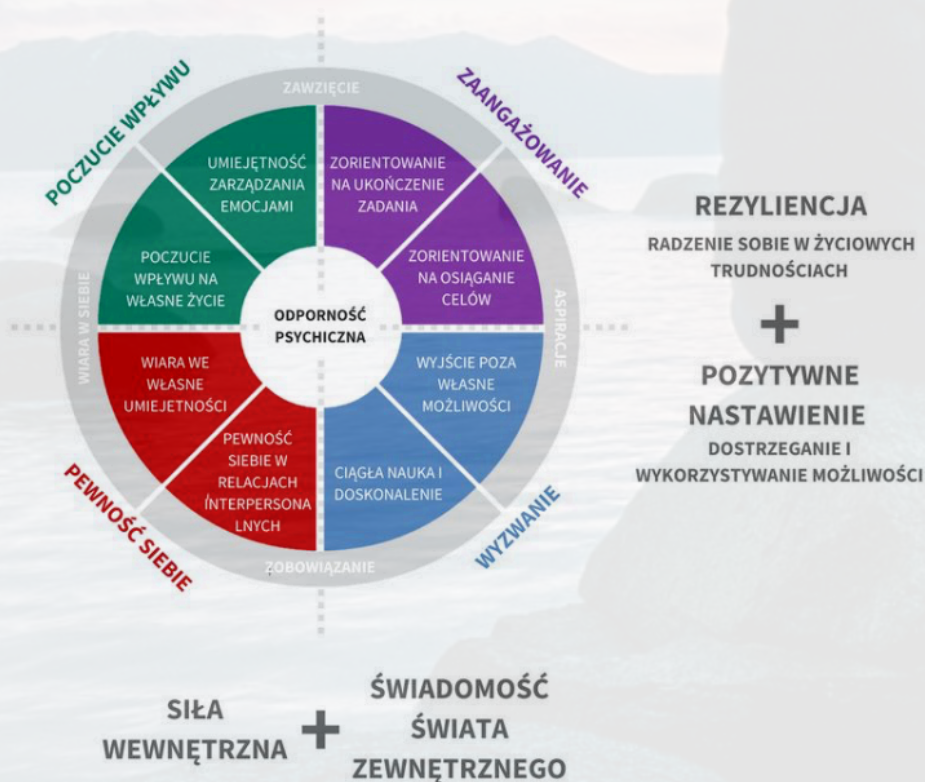 ZAWZIĘCIE
POCZUCIE WPŁYWU
ZAANGAŻOWANIE
UMIEJĘTNOŚĆ
ZARZĄDZANIA
EMOCJAMI
ZORIENTOWANIE
NA UKOŃCZENIE
ZADANIA
POCZUCIE
WPŁYWU NA
WŁASNE ŻYCIE
ZORIENTOWANIE
NA OSIĄGANIE
CELÓW
WIARA W SIEBIE
ODPORNOŚĆ
PSYCHICZNA
ASPIRACJE
WIARA WE
WŁASNE
UMIEJETNOŚCI
WYJŚCIE POZA
WŁASNE
MOŻLIWOŚCI
PEWNOŚĆ
SIEBIE W
RELACJACH
INTERPERSONA
LNYCH
CIĄGŁA NAUKA I
DOSKONALENIE
PEWNOŚĆ SIEBIE
WYZWANIE
ZOBOWIĄZANIE
REZYLIENCJA
RADZENIE SOBIE W ŻYCIOWYCH
TRUDNOŚCIACH
+
POZYTYWNE
NASTAWIENIE
DOSTRZEGANIE I
WYKORZYSTYWANIE MOŻLIWOŚCI
SIŁA
WEWNĘTRZNA
+
ŚWIADOMOŚĆ
ŚWIATA
ZEWNĘTRZNEGO